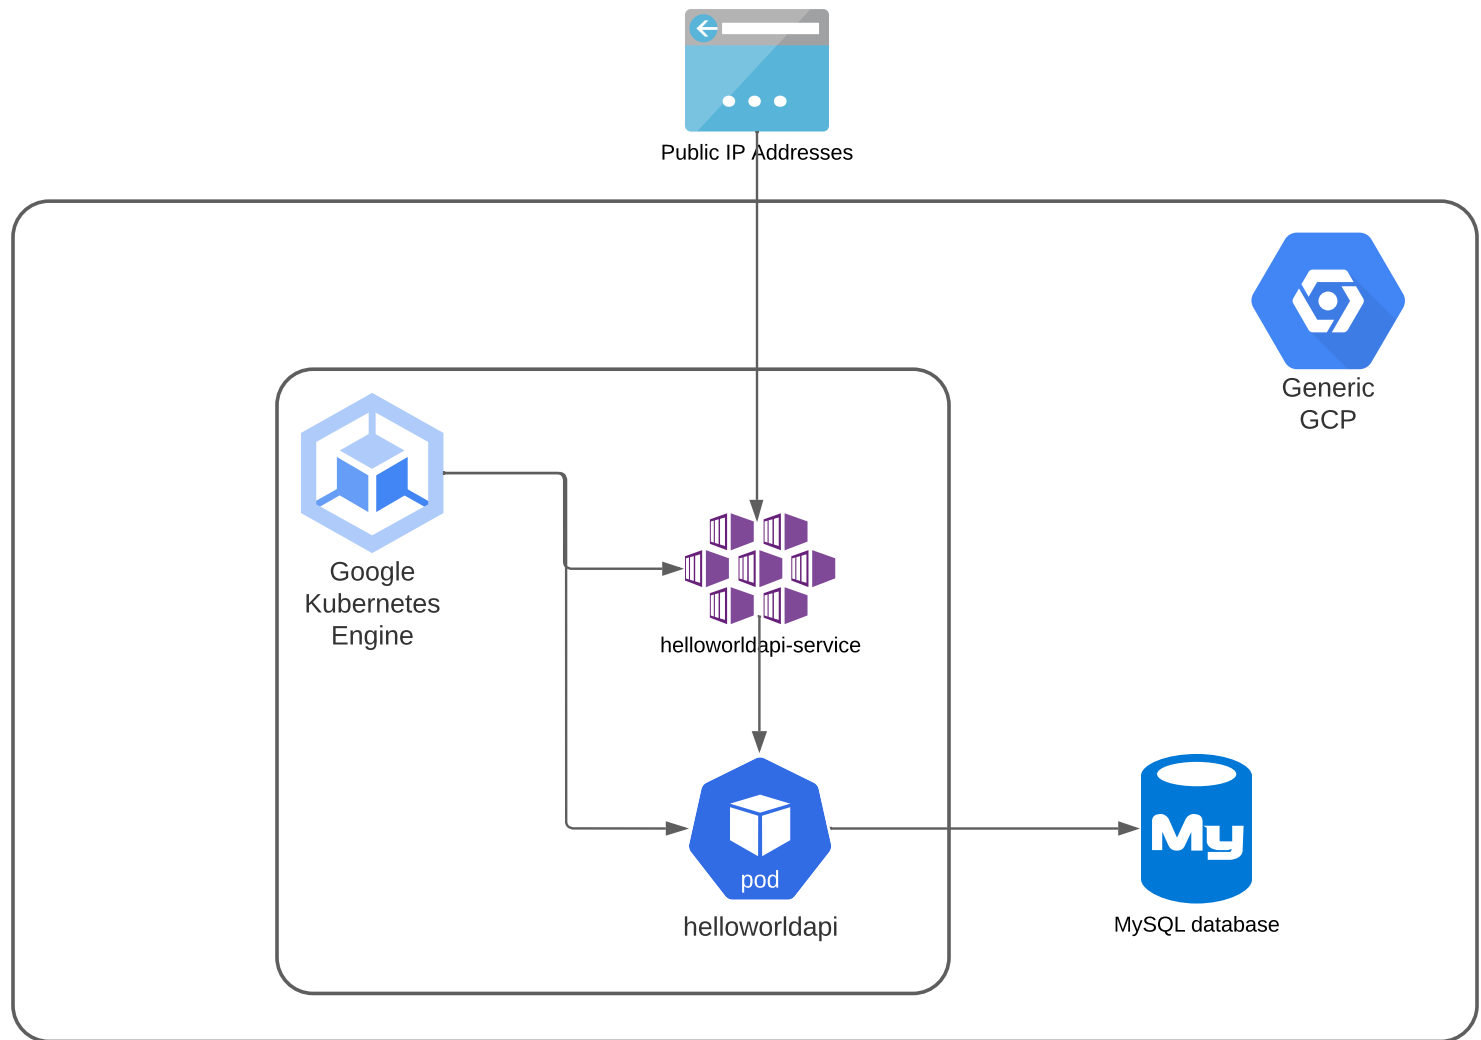 Public IP Addresses
Generic
GCP
Google
Kubernetes
Engine
helloworldapi-service
pod
helloworldapi
My
MySQL database